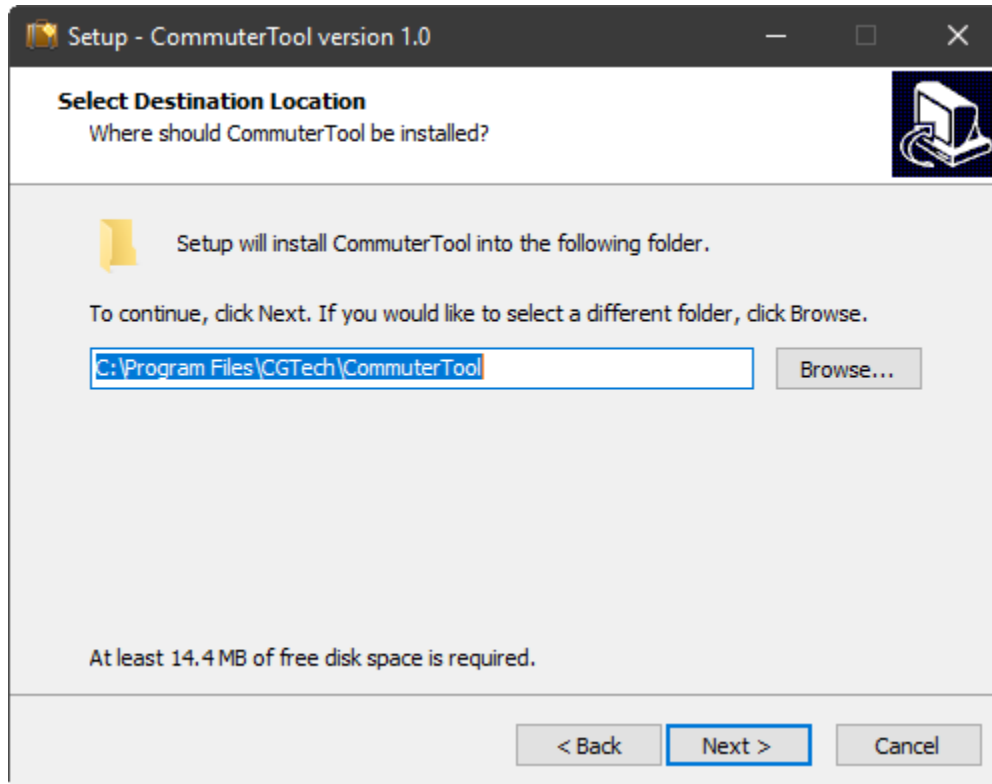 Setup - CommuterTool version 1.0
Select Destination Location
Where should CommuterTool be installed?
Setup will install CommuterTool into the following folder.
To continue, click Next. If you would like to select a different folder, click Browse.
C:\Program Files\CGTech\CommuterTool
Browse...
At least 14.4 MB of free disk space is required.
< Back
Next >
Cancel